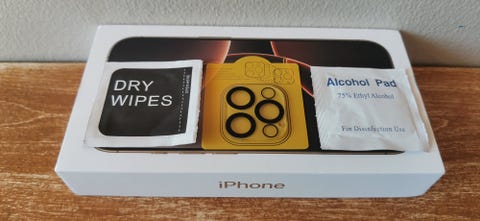 DRY
WIPES
Alcohol Pad
75% Ethyl Alcohol
For Disinfection Use
iPhone